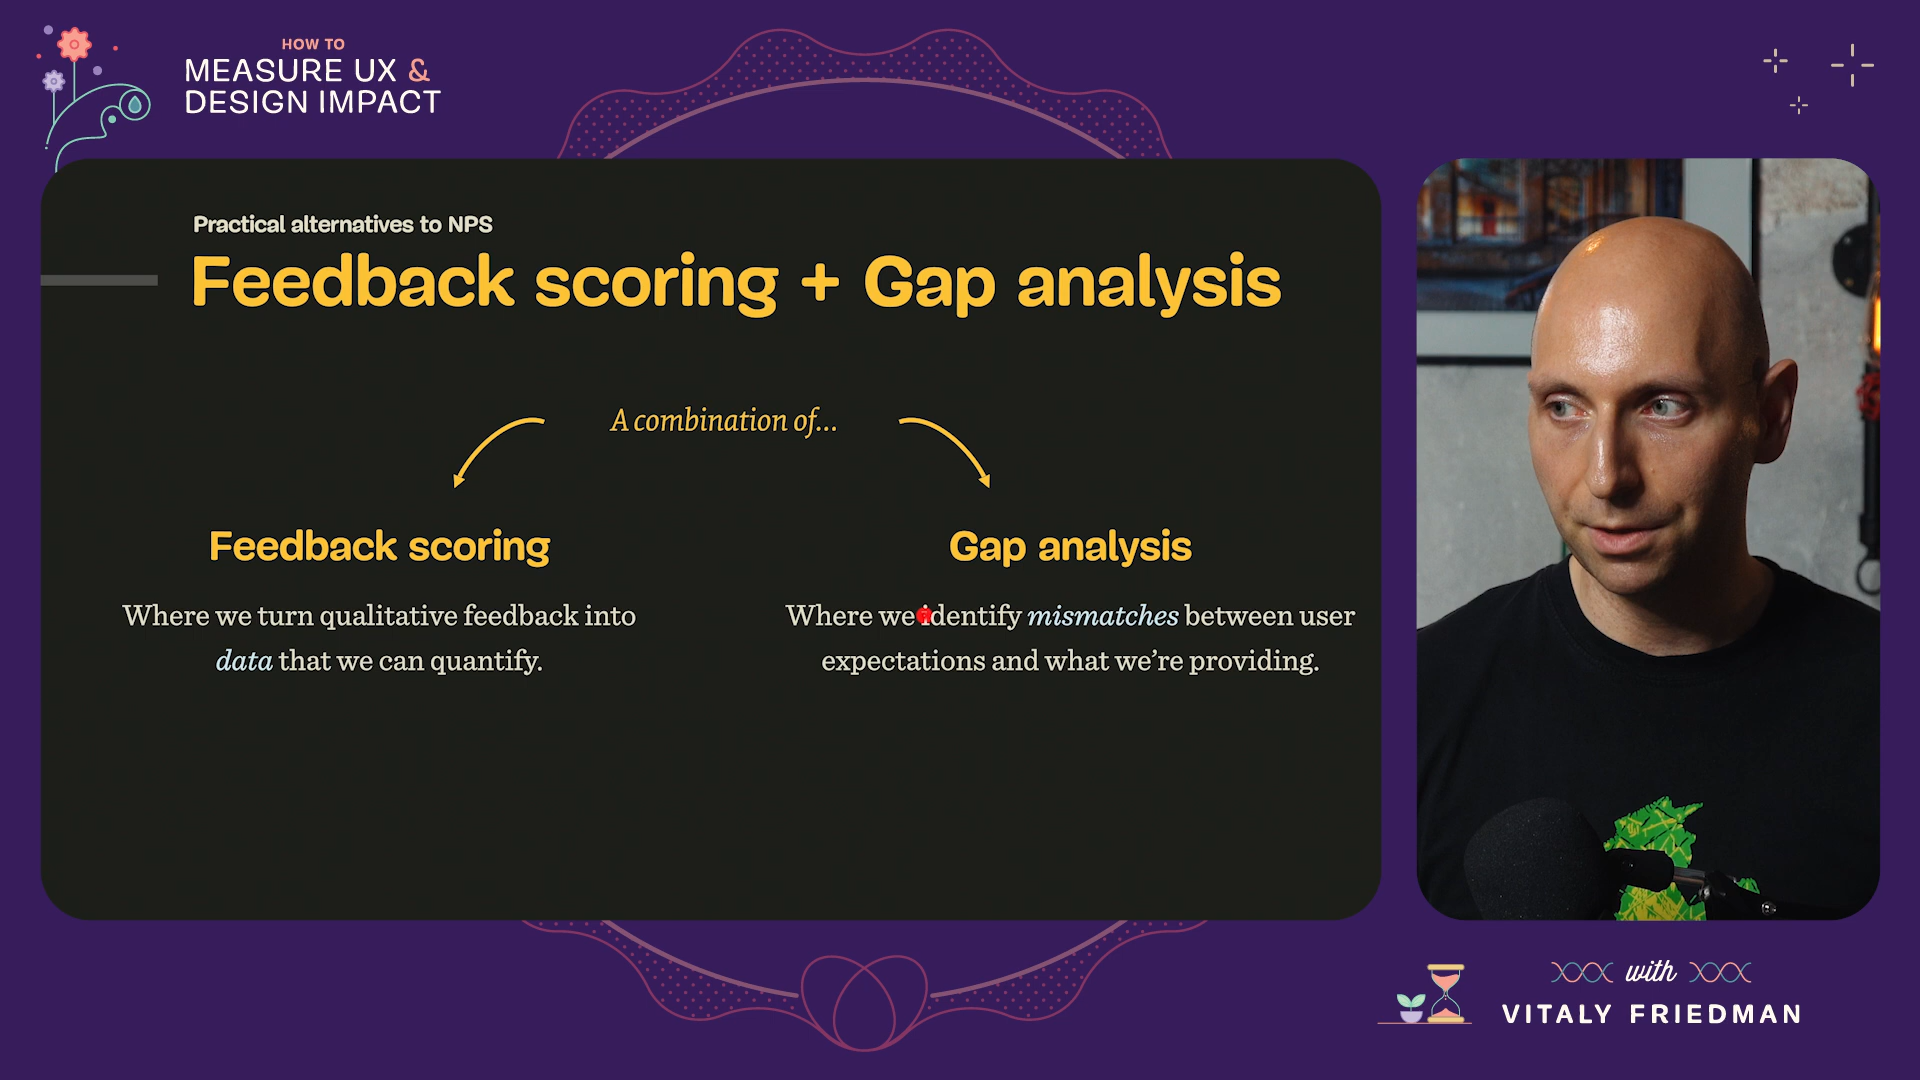 HOW TO
MEASURE UX &
DESIGN IMPACT
Practical alternatives to NPS
Feedback scoring + Gap analysis
A combination of...
Feedback scoring
Where we turn qualitative feedback into
data that we can quantify.
Gap analysis
Where we identify mismatches between user
expectations and what we're providing.
with
VITALY FRIEDMAN